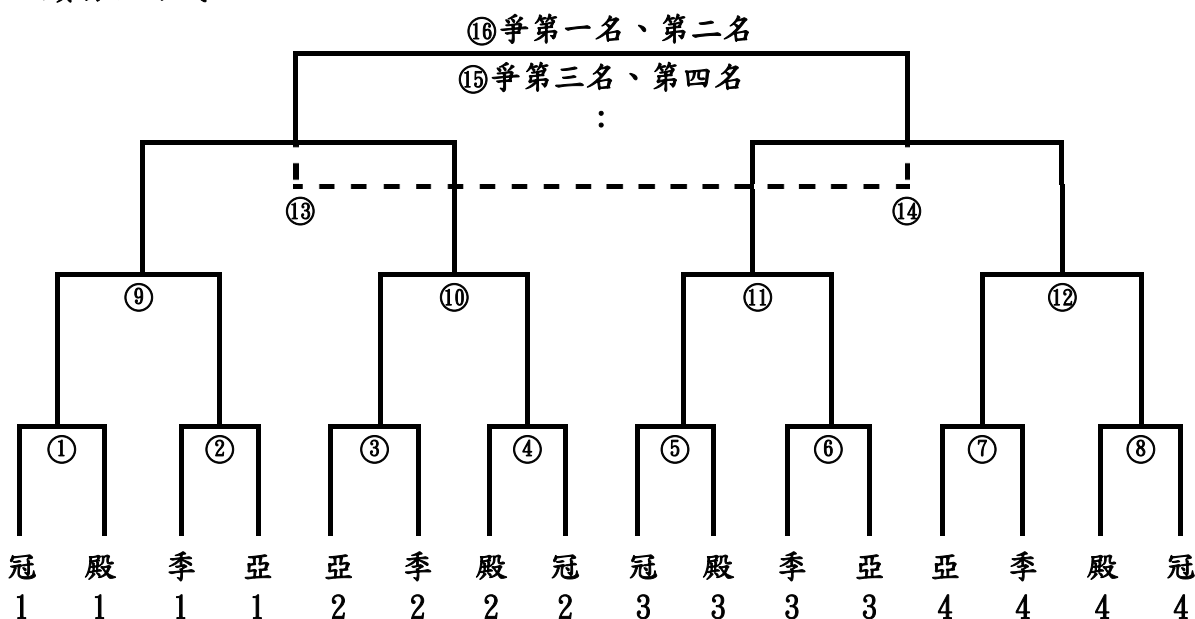 ⑯爭第一名、第二名
⑮爭第三名、第四名
:
⑬ ⑭
⑨ ⑩ ⑪ ⑫
① ② ③ ④ ⑤ ⑥ ⑦ ⑧
冠 殿 季 亞 亞 季 殿 冠 冠 殿 季 亞 亞 季 殿 冠
1 1 1 1 2 2 2 2 3 3 3 3 4 4 4 4